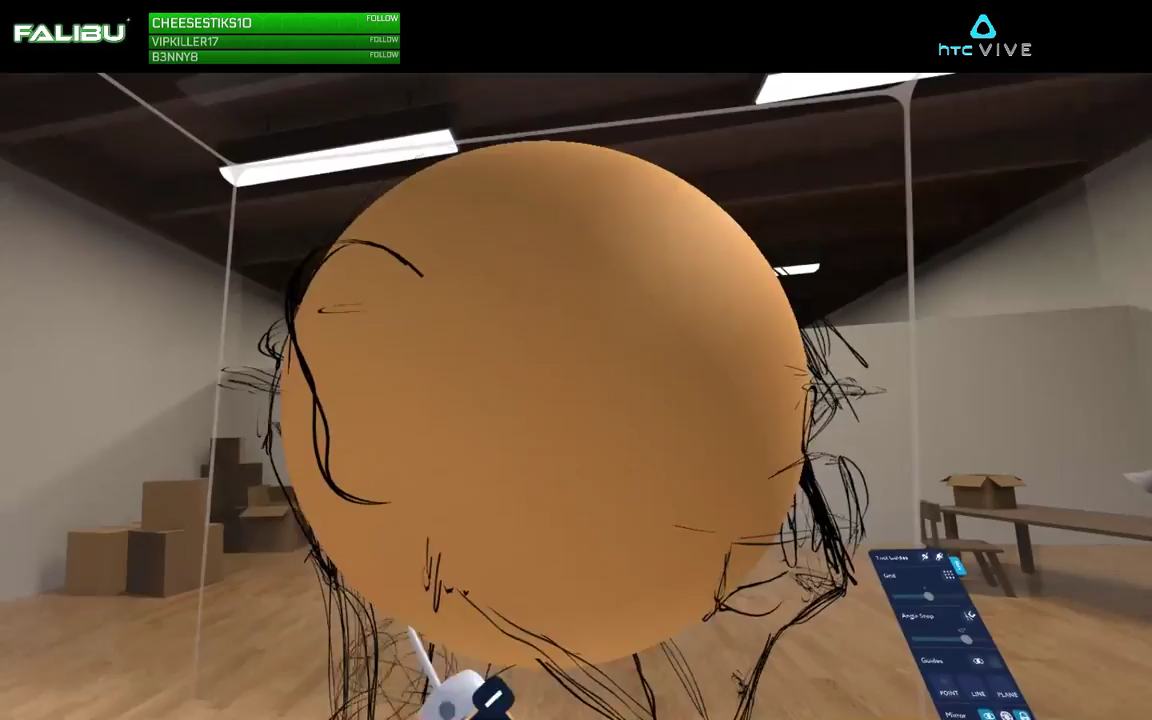 FALIBU
CHEESESTIKS10 FOLLOW
VIPKILLER17 FOLLOW
B3NNY8 FOLLOW
htc VIVE
Grid
Angle Snap
Guides
POINT LINE PLANE
Mirror